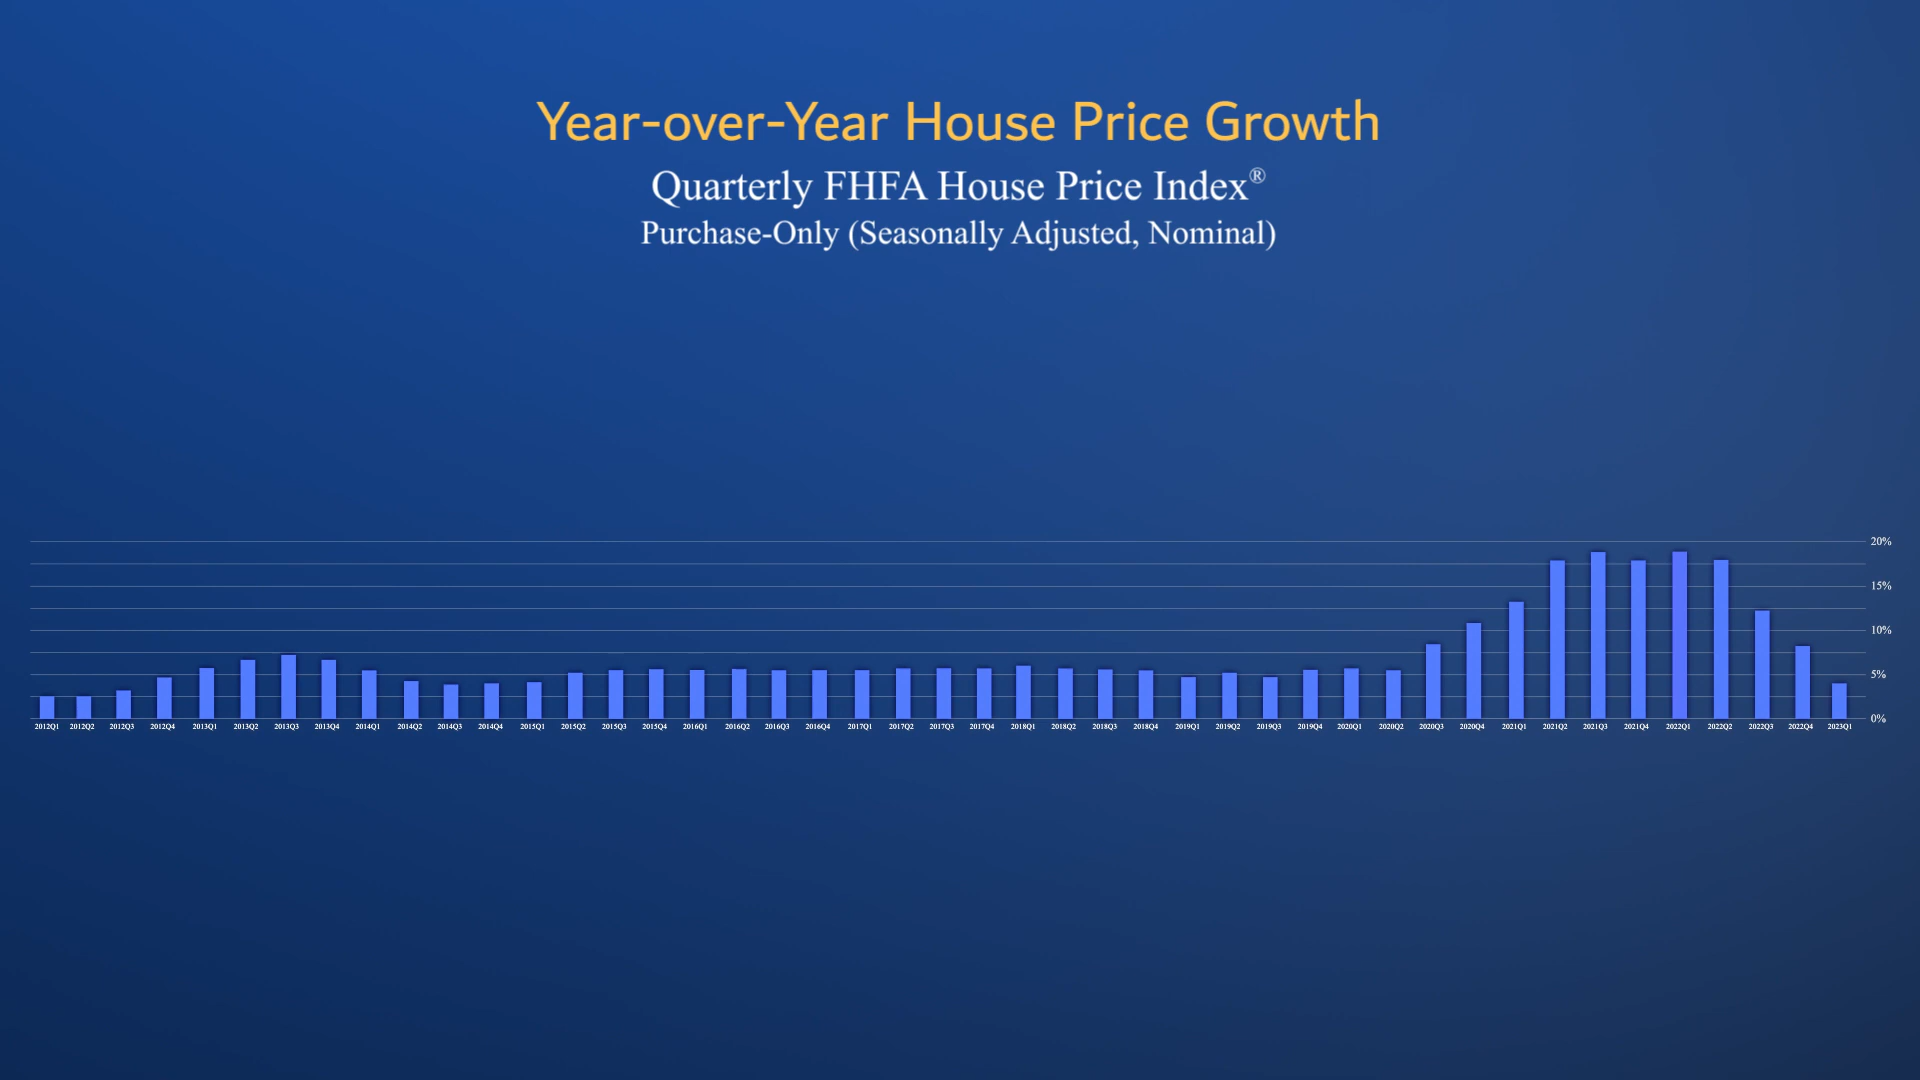 Year-over-Year House Price Growth
Quarterly FHFA House Price Index®
Purchase-Only (Seasonally Adjusted, Nominal)
20%
15%
10%
5%
0%
2012Q1 2012Q2 2012Q3 2012Q4 2013Q1 2013Q2 2013Q3 2013Q4 2014Q1 2014Q2 2014Q3 2014Q4 2015Q1 2015Q2 2015Q3 2015Q4 2016Q1 2016Q2 2016Q3 2016Q4 2017Q1 2017Q2 2017Q3 2017Q4 2018Q1 2018Q2 2018Q3 2018Q4 2019Q1 2019Q2 2019Q3 2019Q4 2020Q1 2020Q2 2020Q3 2020Q4 2021Q1 2021Q2 2021Q3 2021Q4 2022Q1 2022Q2 2022Q3 2022Q4 2023Q1